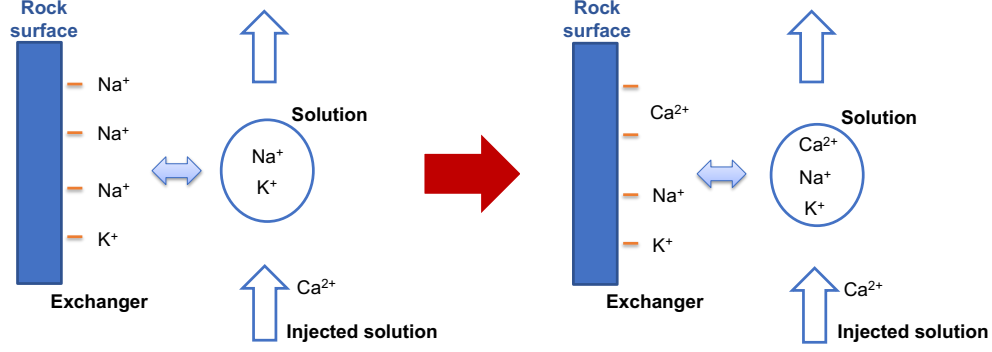 Rock
surface
Na⁺
Na⁺
Na⁺
K⁺
Exchanger
Solution
Na⁺
K⁺
Ca²⁺
Injected solution
Rock
surface
Ca²⁺
Na⁺
K⁺
Exchanger
Solution
Ca²⁺
Na⁺
K⁺
Ca²⁺
Injected solution